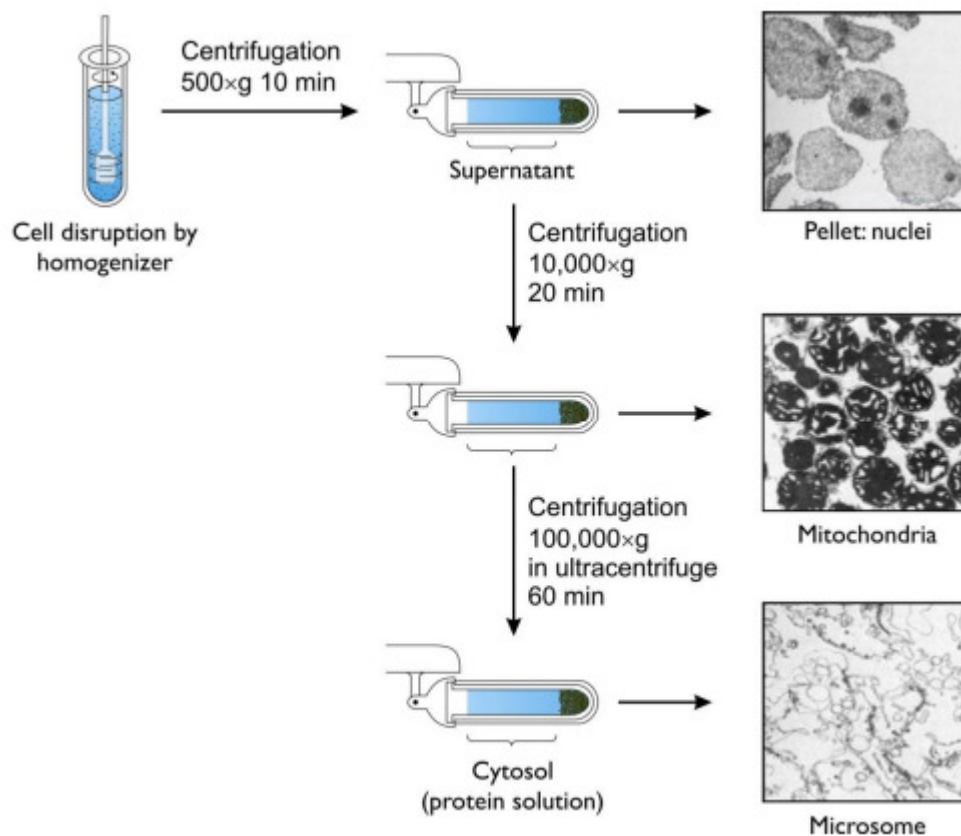 Centrifugation
500×g 10 min
Supernatant
Cell disruption by
homogenizer
Pellet: nuclei
Centrifugation
10,000×g
20 min
Mitochondria
Centrifugation
100,000×g
in ultracentrifuge
60 min
Cytosol
(protein solution)
Microsome